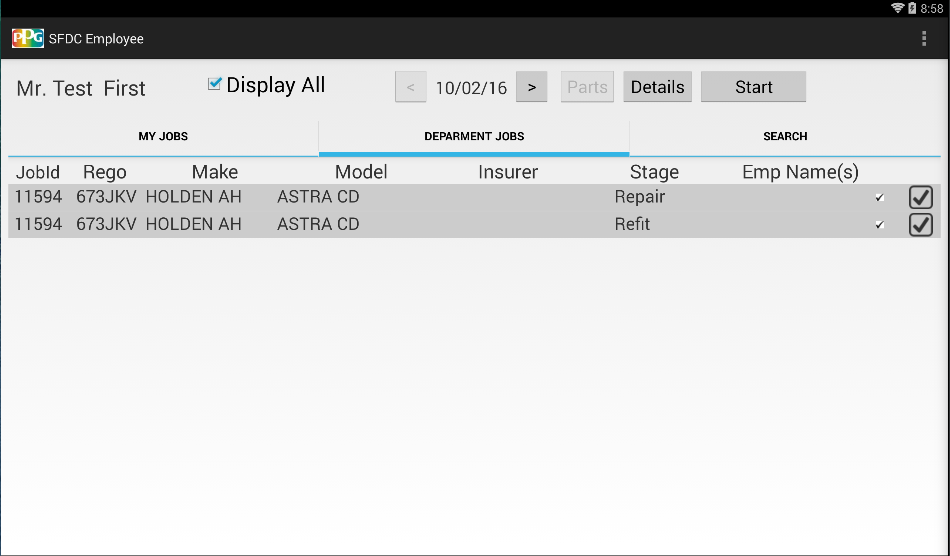 8:58
PPG SFDC Employee
Mr. Test First Display All < 10/02/16 > Parts Details Start
MY JOBS DEPARMENT JOBS SEARCH
JobId Rego Make Model Insurer Stage Emp Name(s)
11594 673JKV HOLDEN AH ASTRA CD Repair
11594 673JKV HOLDEN AH ASTRA CD Refit